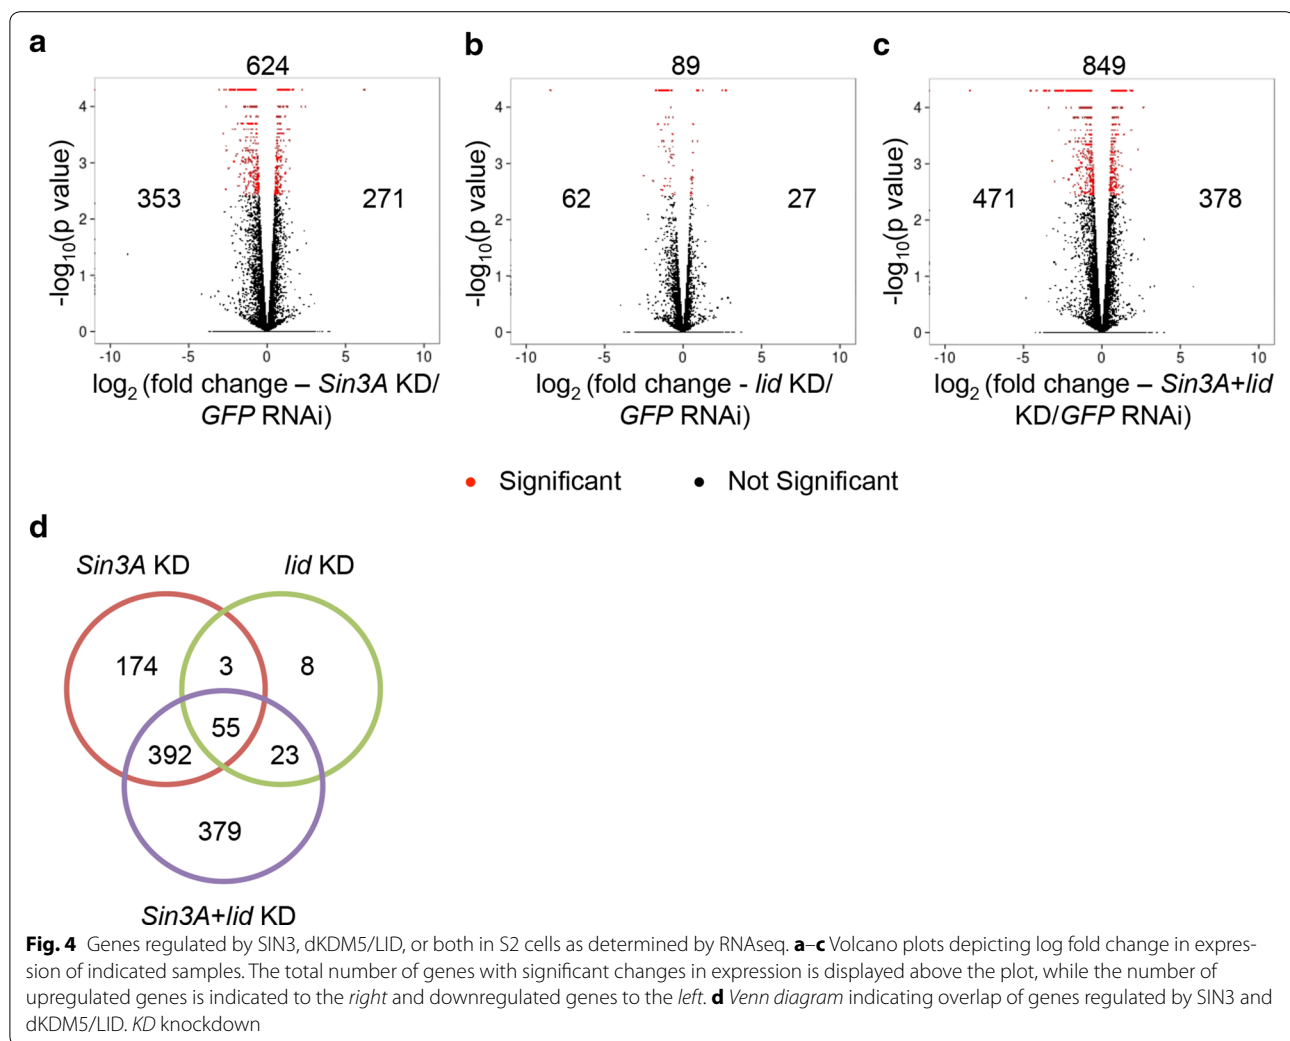 a
624
4
3
2
1
0
-log10(p value)
353
271
-10 -5 0 5 10
log2 (fold change – Sin3A KD/
GFP RNAi)
b
89
4
3
2
1
0
-log10(p value)
62
27
-10 -5 0 5 10
log2 (fold change - lid KD/
GFP RNAi)
c
849
4
3
2
1
0
-log10(p value)
471
378
-10 -5 0 5 10
log2 (fold change – Sin3A+lid
KD/GFP RNAi)
Significant
Not Significant
d
Sin3A KD
lid KD
174
3
8
55
392
23
379
Sin3A+lid KD
Fig. 4 Genes regulated by SIN3, dKDM5/LID, or both in S2 cells as determined by RNAseq. a–c Volcano plots depicting log fold change in expres-
sion of indicated samples. The total number of genes with significant changes in expression is displayed above the plot, while the number of
upregulated genes is indicated to the right and downregulated genes to the left. d Venn diagram indicating overlap of genes regulated by SIN3 and
dKDM5/LID. KD knockdown